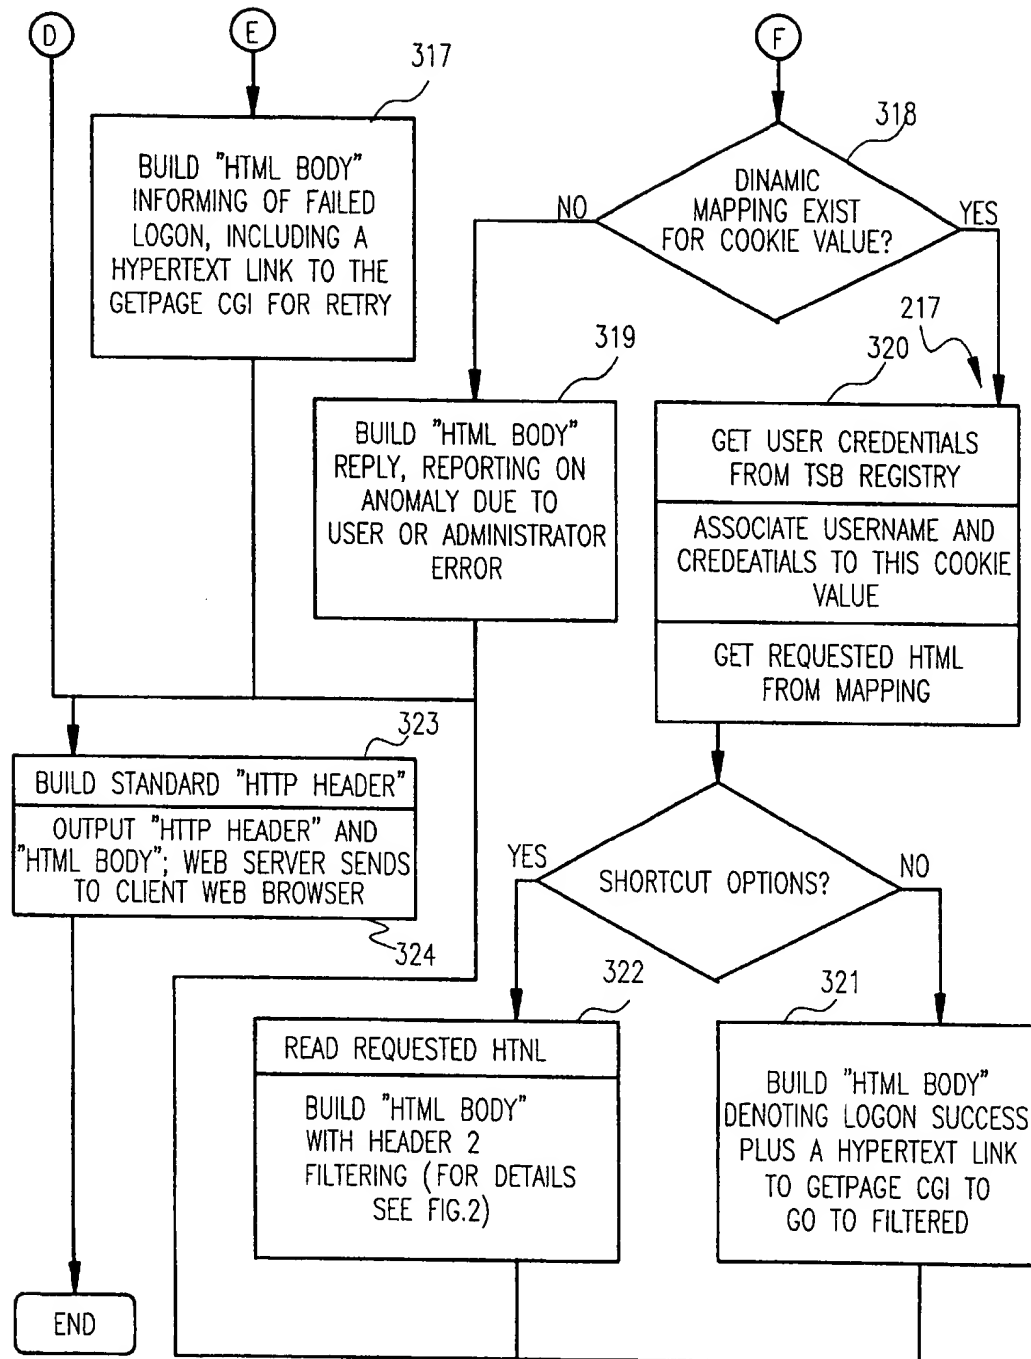 D
E
F
317
BUILD "HTML BODY"
INFORMING OF FAILED
LOGON, INCLUDING A
HYPERTEXT LINK TO THE
GETPAGE CGI FOR RETRY
318
DINAMIC
MAPPING EXIST
FOR COOKIE VALUE?
NO
YES
217
319
BUILD "HTML BODY"
REPLY, REPORTING ON
ANOMALY DUE TO
USER OR ADMINISTRATOR
ERROR
320
GET USER CREDENTIALS
FROM TSB REGISTRY
ASSOCIATE USERNAME AND
CREDEATIALS TO THIS COOKIE
VALUE
GET REQUESTED HTML
FROM MAPPING
323
BUILD STANDARD "HTTP HEADER"
OUTPUT "HTTP HEADER" AND
"HTML BODY"; WEB SERVER SENDS
TO CLIENT WEB BROWSER
324
YES
SHORTCUT OPTIONS?
NO
322
READ REQUESTED HTNL
BUILD "HTML BODY"
WITH HEADER 2
FILTERING (FOR DETAILS
SEE FIG.2)
321
BUILD "HTML BODY"
DENOTING LOGON SUCCESS
PLUS A HYPERTEXT LINK
TO GETPAGE CGI TO
GO TO FILTERED
END